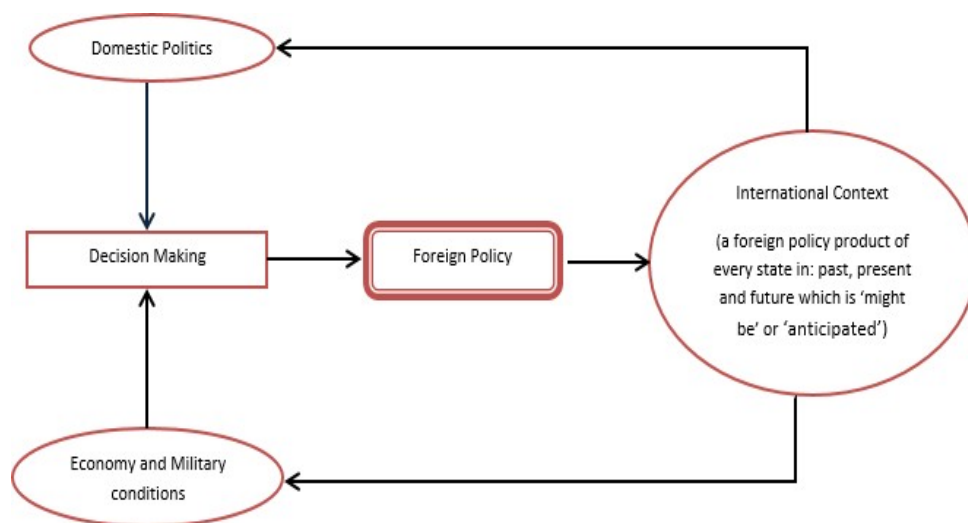 Domestic Politics
International Context
(a foreign policy product of
every state in: past, present
and future which is ‘might
be’ or ‘anticipated’)
Decision Making
Foreign Policy
Economy and Military
conditions